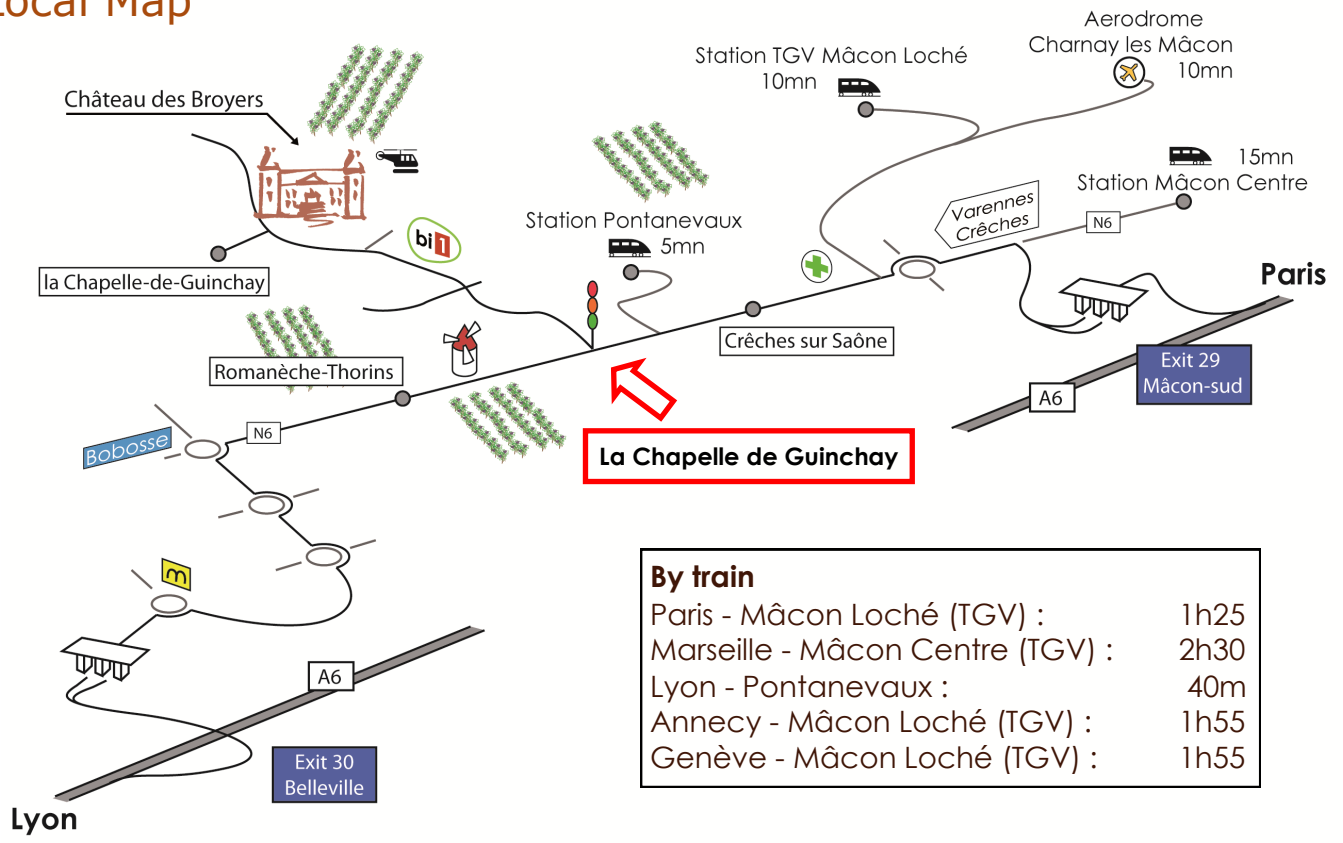 Local Map
Aerodrome
Charnay les Mâcon
10mn
Station TGV Mâcon Loché
10mn
Château des Broyers
15mn
Station Mâcon Centre
Varennes
Crêches
N6
Station Pontanevaux
5mn
bi1
la Chapelle-de-Guinchay
Paris
Crêches sur Saône
Romanèche-Thorins
Exit 29
Mâcon-sud
A6
N6
Bobosse
La Chapelle de Guinchay
m
By train
Paris - Mâcon Loché (TGV) : 1h25
Marseille - Mâcon Centre (TGV) : 2h30
Lyon - Pontanevaux : 40m
Annecy - Mâcon Loché (TGV) : 1h55
Genève - Mâcon Loché (TGV) : 1h55
A6
Exit 30
Belleville
Lyon